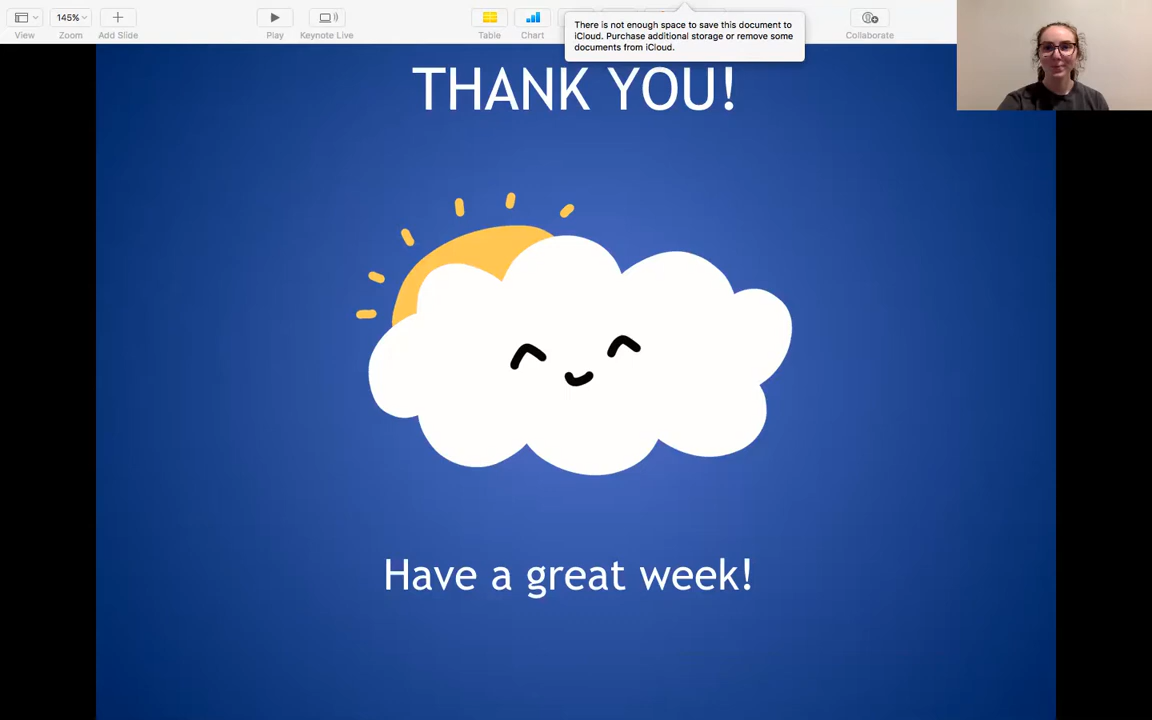 145%
View
Zoom
Add Slide
Play
Keynote Live
Table
Chart
There is not enough space to save this document to
iCloud. Purchase additional storage or remove some
documents from iCloud.
Collaborate
THANK YOU!
Have a great week!